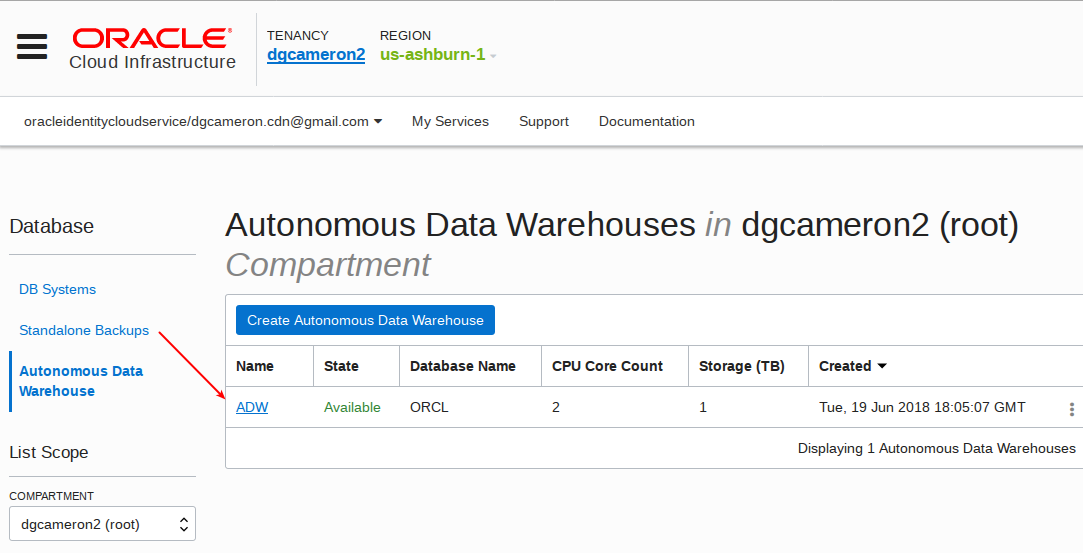 ORACLE
Cloud Infrastructure
TENANCY
dgcameron2
REGION
us-ashburn-1
oracleidentitycloudservice/dgcameron.cdn@gmail.com My Services Support Documentation
Database
DB Systems
Standalone Backups
Autonomous Data
Warehouse
List Scope
COMPARTMENT
dgcameron2 (root)
Autonomous Data Warehouses in dgcameron2 (root)
Compartment
Create Autonomous Data Warehouse
Name State Database Name CPU Core Count Storage (TB) Created
ADW Available ORCL 2 1 Tue, 19 Jun 2018 18:05:07 GMT
Displaying 1 Autonomous Data Warehouses